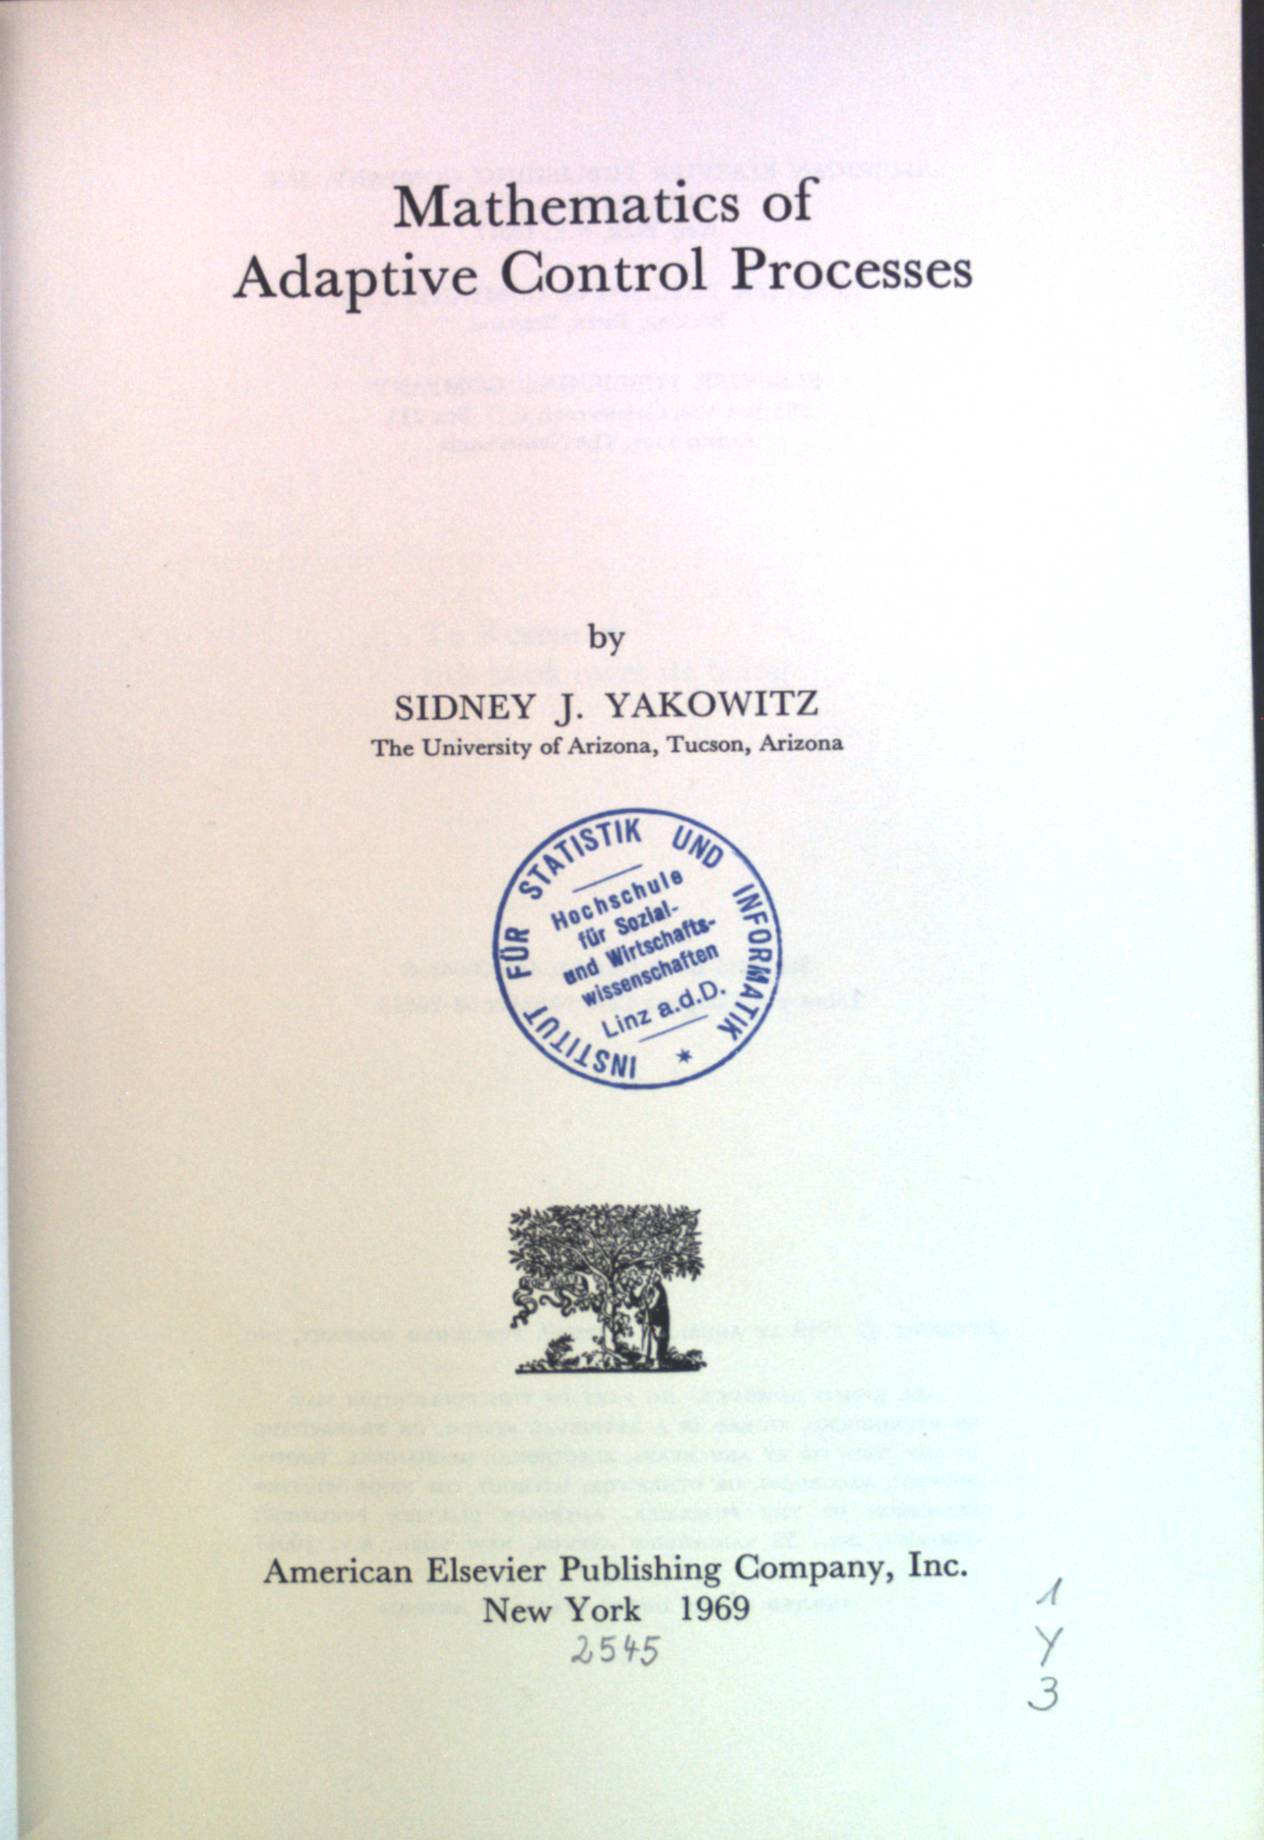 Mathematics of
Adaptive Control Processes
by
SIDNEY J. YAKOWITZ
The University of Arizona, Tucson, Arizona
INSTITUT FÜR STATISTIK UND INFORMATIK *
Hochschule
für Sozial-
und Wirtschafts-
wissenschaften
Linz a.d.D.
American Elsevier Publishing Company, Inc.
New York 1969
2545
1
Y
3